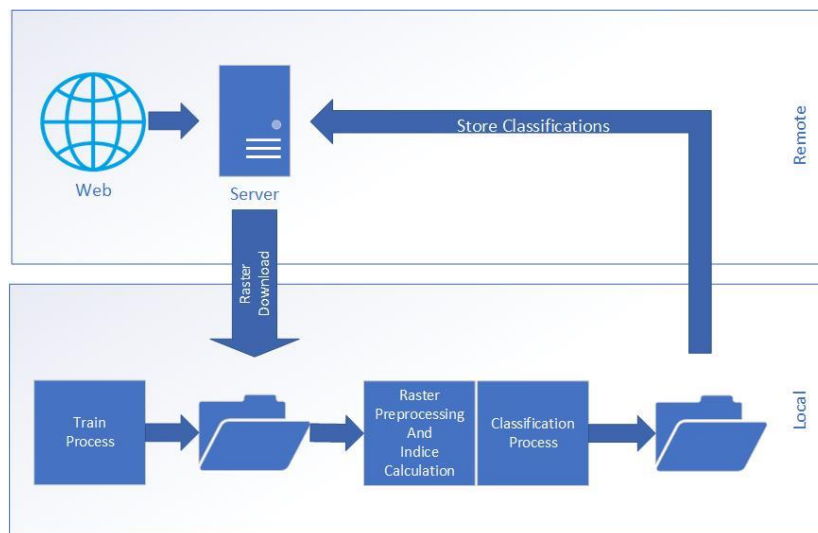 Web
Server
Store Classifications
Remote
Raster
Download
Train
Process
Raster
Preprocessing
And
Indice
Calculation
Classification
Process
Local